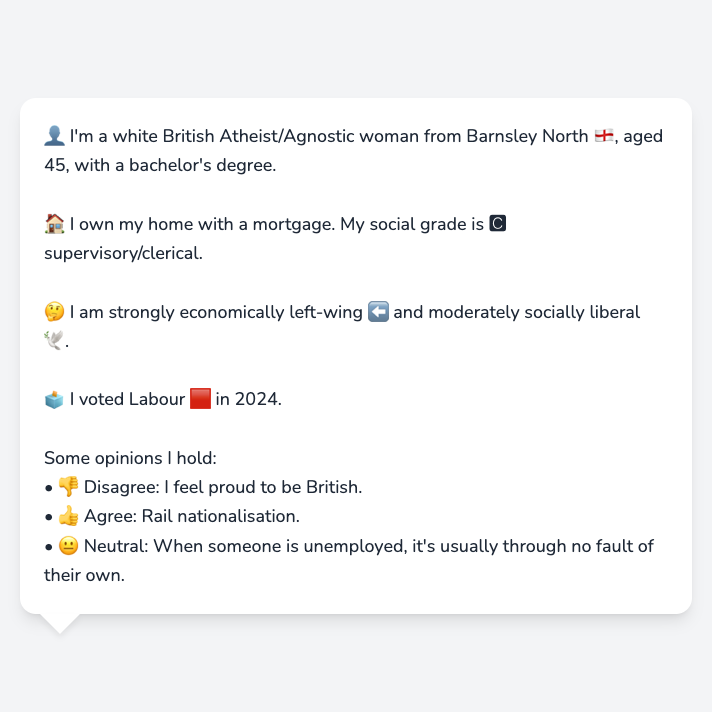 👤 I'm a white British Atheist/Agnostic woman from Barnsley North 🏴󠁧󠁢󠁥󠁮󠁧󠁿, aged
45, with a bachelor's degree.
🏠 I own my home with a mortgage. My social grade is 🅲
supervisory/clerical.
🤔 I am strongly economically left-wing ⬅️ and moderately socially liberal
🕊️.
🗳️ I voted Labour 🟥 in 2024.
Some opinions I hold:
• 👎 Disagree: I feel proud to be British.
• 👍 Agree: Rail nationalisation.
• 😐 Neutral: When someone is unemployed, it's usually through no fault of
their own.